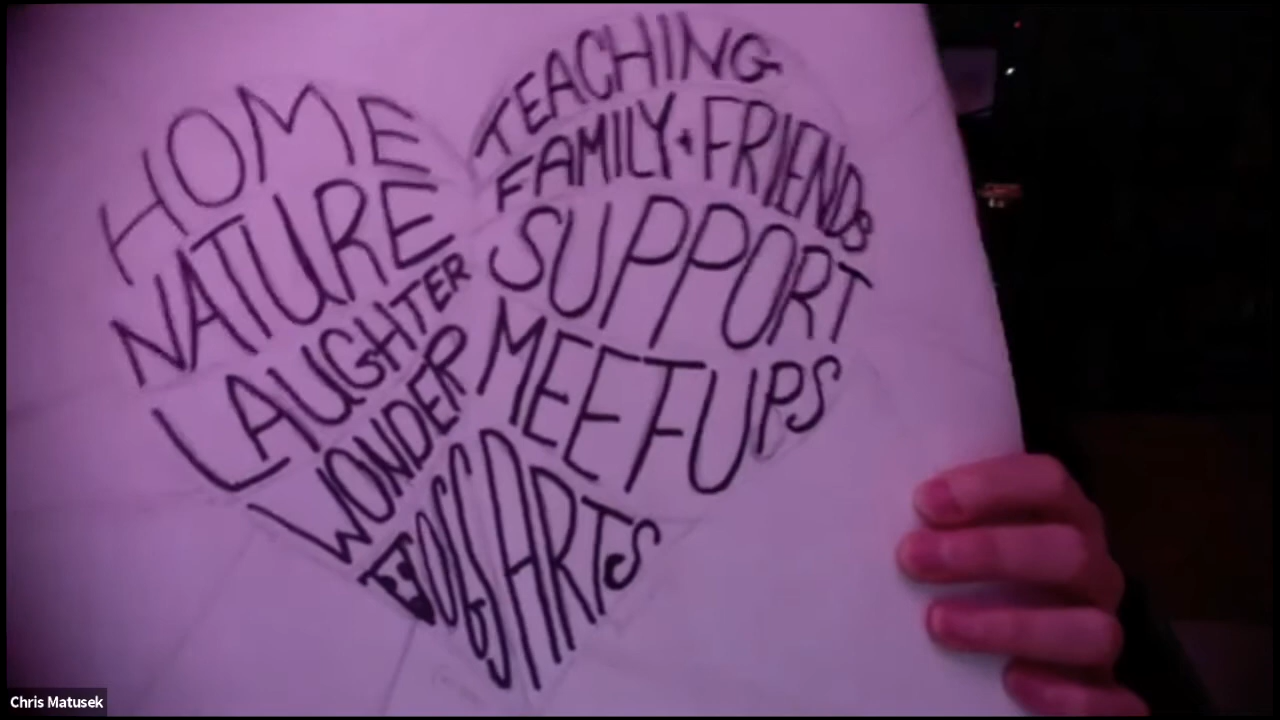 HOME
NATURE
LAUGHTER
WONDER
DOGS
TEACHING
FAMILY + FRIENDS
SUPPORT
MEETUPS
ARTS
Chris Matusek